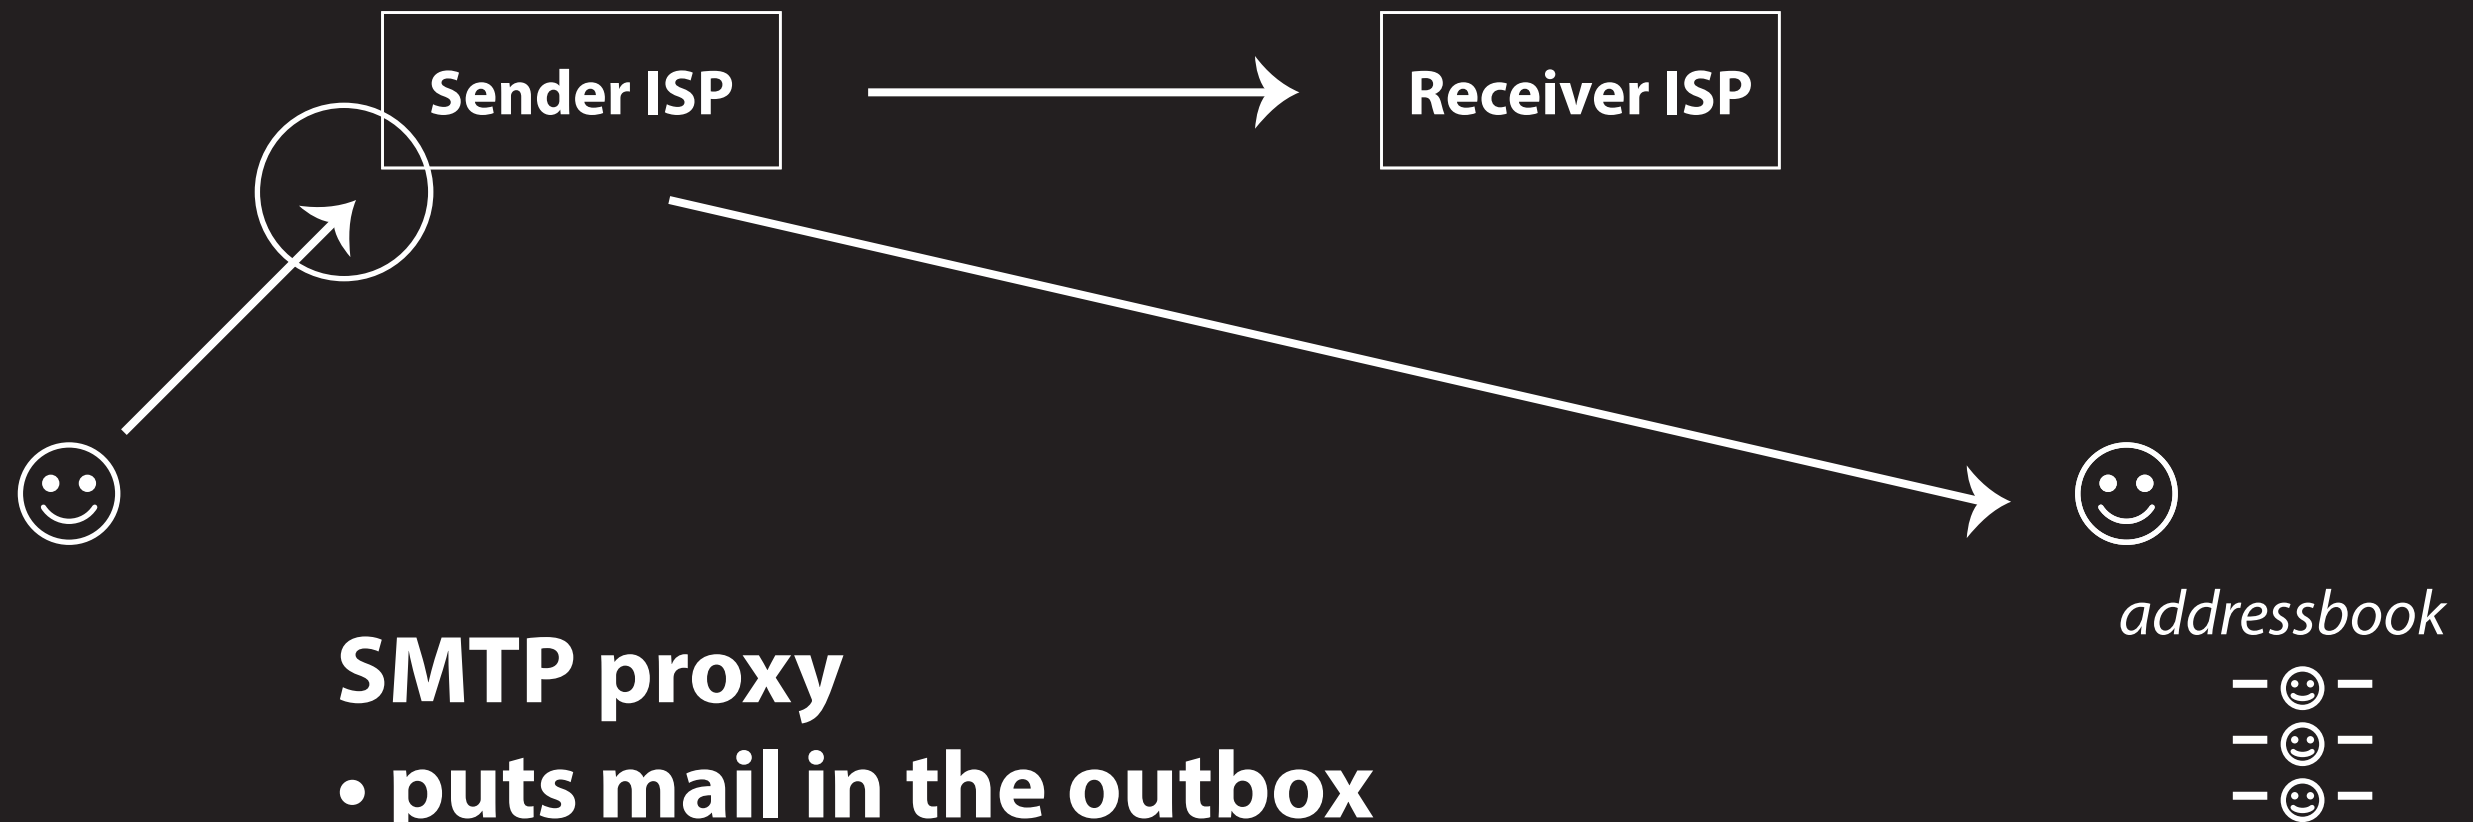 Sender ISP
Receiver ISP
addressbook
SMTP proxy
• puts mail in the outbox